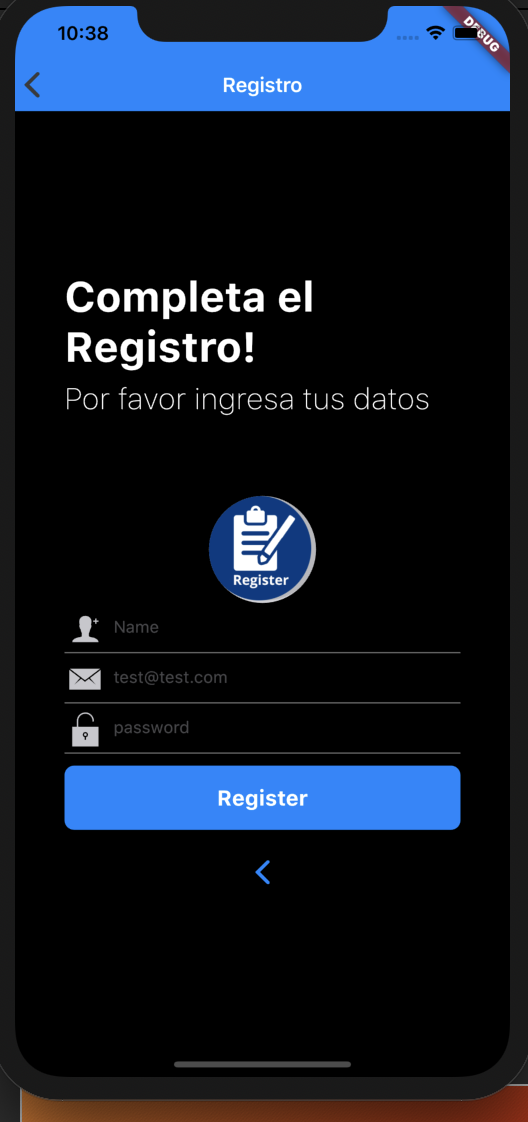 10:38
DEBUG
Registro
Completa el
Registro!
Por favor ingresa tus datos
Register
Name
test@test.com
password
Register